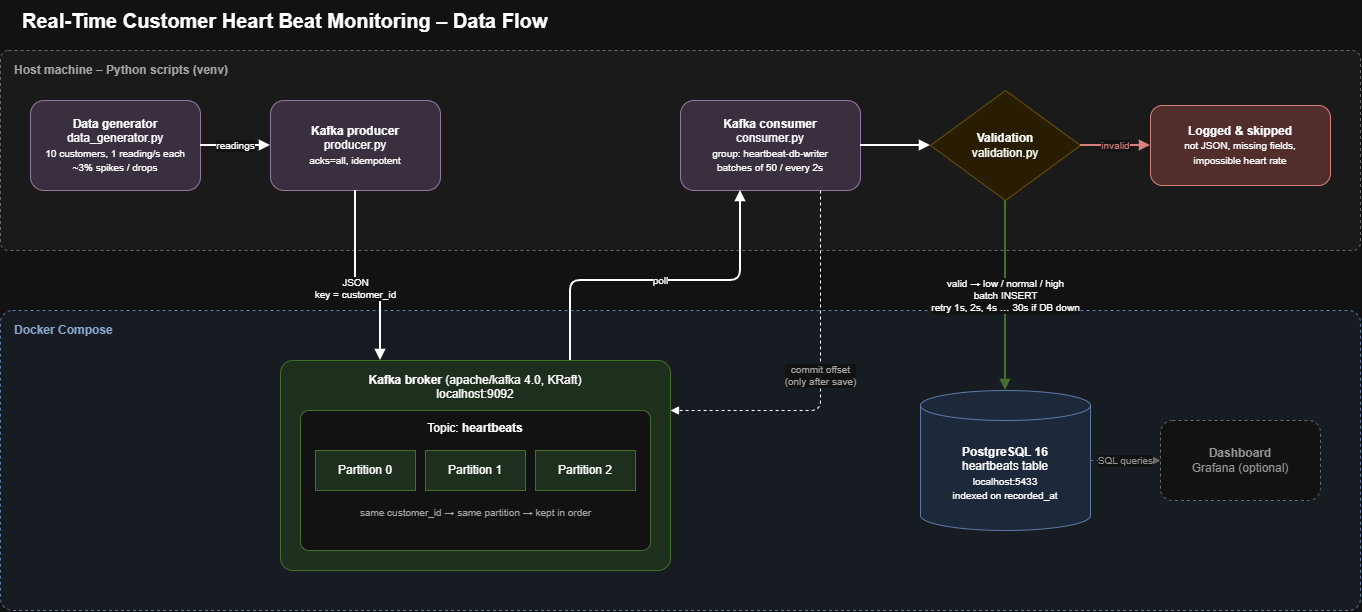 Real-Time Customer Heart Beat Monitoring – Data Flow
Host machine – Python scripts (venv)
Data generator
data_generator.py
10 customers, 1 reading/s each
~3% spikes / drops
readings
Kafka producer
producer.py
acks=all, idempotent
Kafka consumer
consumer.py
group: heartbeat-db-writer
batches of 50 / every 2s
Validation
validation.py
invalid
Logged & skipped
not JSON, missing fields,
impossible heart rate
JSON
key = customer_id
poll
valid → low / normal / high
batch INSERT
retry 1s, 2s, 4s ... 30s if DB down
Docker Compose
commit offset
(only after save)
Kafka broker (apache/kafka 4.0, KRaft)
localhost:9092
Topic: heartbeats
Partition 0
Partition 1
Partition 2
same customer_id → same partition → kept in order
PostgreSQL 16
heartbeats table
localhost:5433
indexed on recorded_at
SQL queries
Dashboard
Grafana (optional)